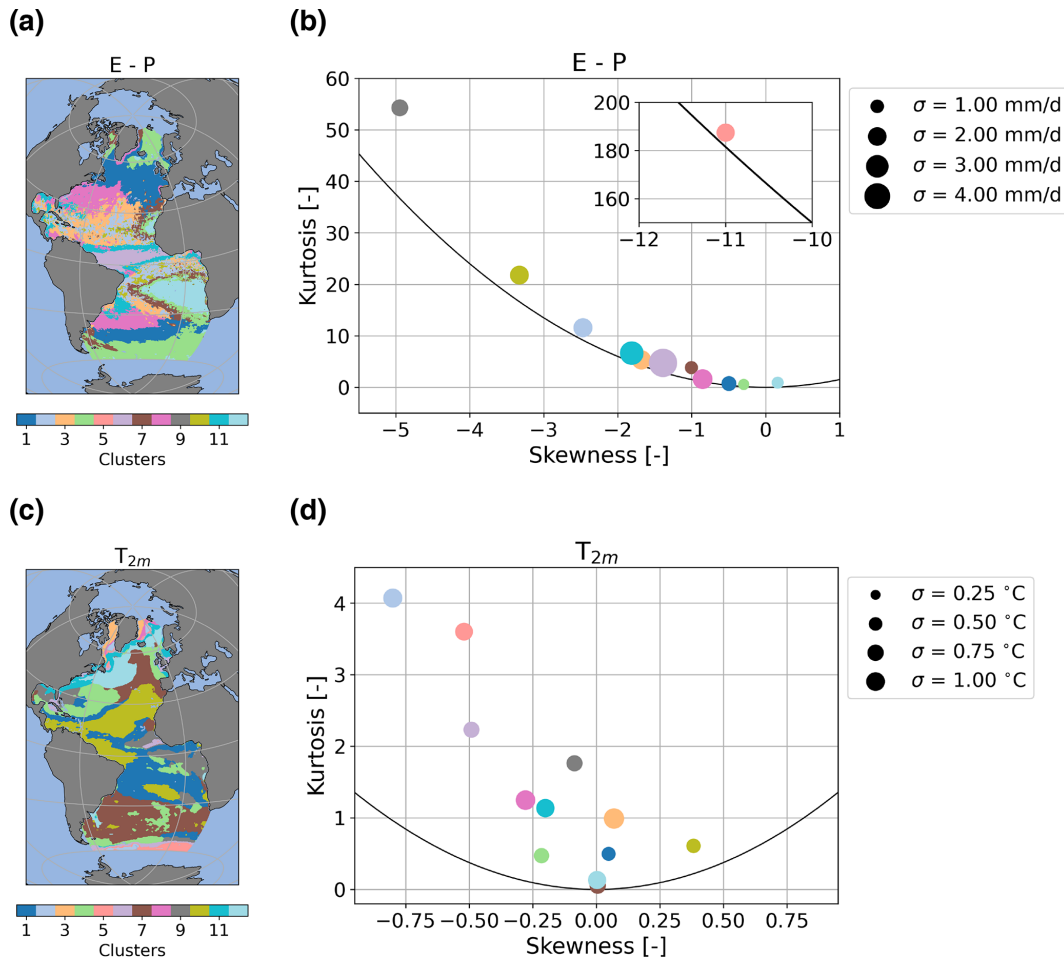 (a)
E - P
1 3 5 7 9 11
Clusters
(b)
E - P
60
50
40
30
20
10
0
Kurtosis [-]
−5 −4 −3 −2 −1 0 1
Skewness [-]
200
180
160
−12 −11 −10
σ = 1.00 mm/d
σ = 2.00 mm/d
σ = 3.00 mm/d
σ = 4.00 mm/d
(c)
T₂ₘ
1 3 5 7 9 11
Clusters
(d)
T₂ₘ
4
3
2
1
0
Kurtosis [-]
−0.75 −0.50 −0.25 0.00 0.25 0.50 0.75
Skewness [-]
σ = 0.25 °C
σ = 0.50 °C
σ = 0.75 °C
σ = 1.00 °C